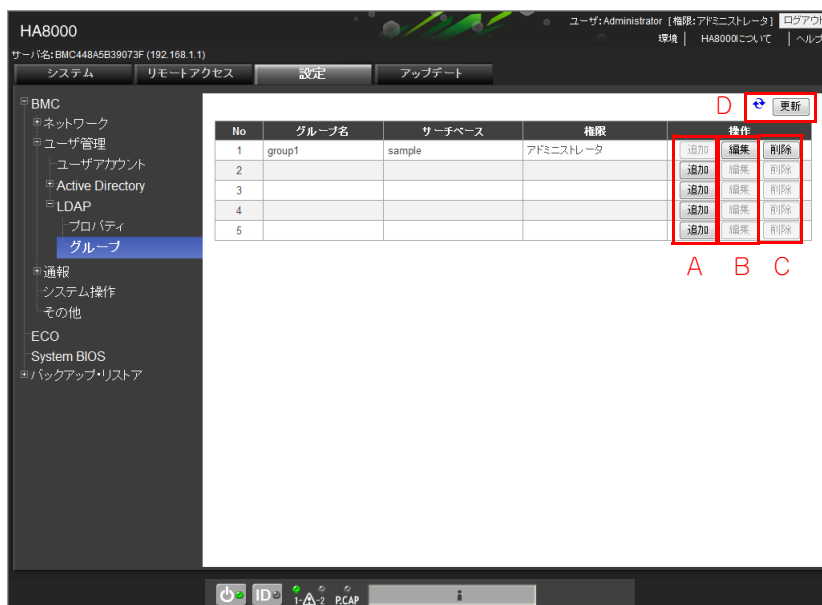 HA8000
ユーザ:Administrator [権限:アドミニストレータ] ログアウト
環境 | HA8000について | ヘルプ
サーバ名:BMC448A5B39073F (192.168.1.1)
システム リモートアクセス 設定 アップデート
BMC
ネットワーク
ユーザ管理
ユーザアカウント
Active Directory
LDAP
プロパティ
グループ
通報
システム操作
その他
ECO
System BIOS
バックアップ・リストア
D 更新
No グループ名 サーチベース 権限 操作
1 group1 sample アドミニストレータ 追加 編集 削除
2 追加 編集 削除
3 追加 編集 削除
4 追加 編集 削除
5 追加 編集 削除
A B C
ID 1-2 P.CAP i